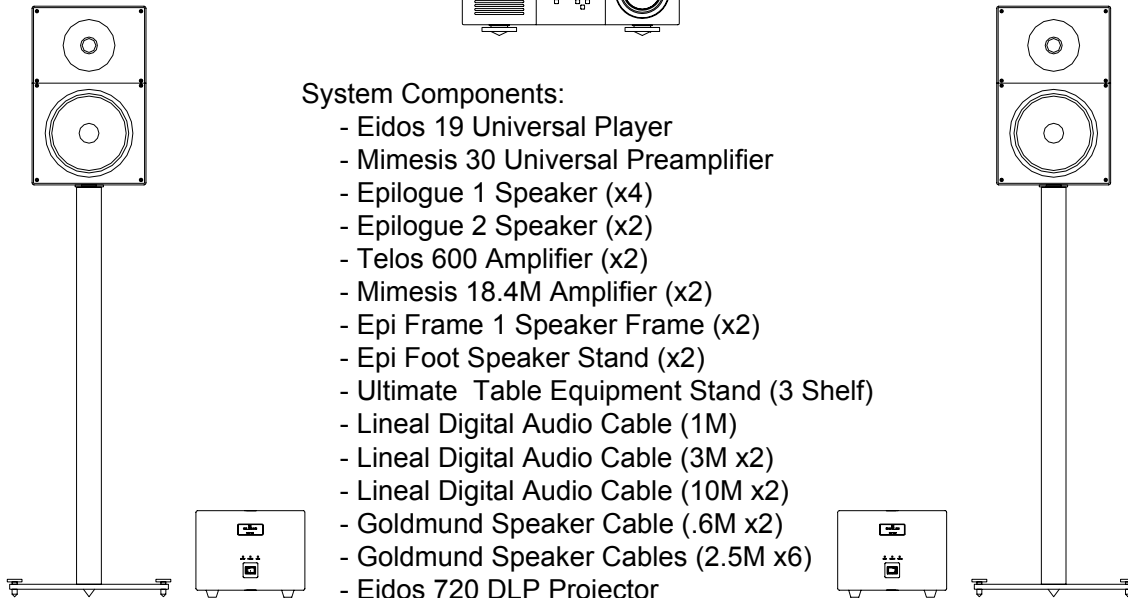 System Components:
- Eidos 19 Universal Player
- Mimesis 30 Universal Preamplifier
- Epilogue 1 Speaker (x4)
- Epilogue 2 Speaker (x2)
- Telos 600 Amplifier (x2)
- Mimesis 18.4M Amplifier (x2)
- Epi Frame 1 Speaker Frame (x2)
- Epi Foot Speaker Stand (x2)
- Ultimate  Table Equipment Stand (3 Shelf)
- Lineal Digital Audio Cable (1M)
- Lineal Digital Audio Cable (3M x2)
- Lineal Digital Audio Cable (10M x2)
- Goldmund Speaker Cable (.6M x2)
- Goldmund Speaker Cables (2.5M x6)
- Eidos 720 DLP Projector